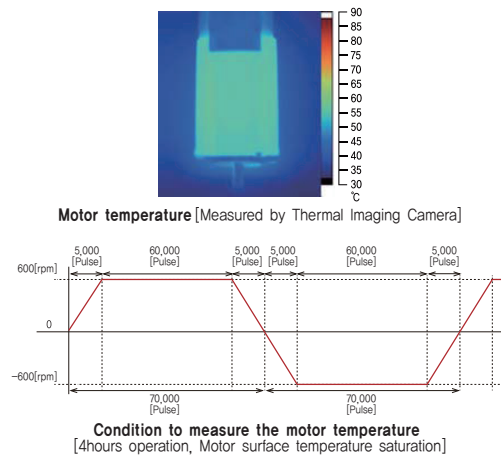 90
85
80
75
70
65
60
55
50
45
40
35
30
℃
Motor temperature [Measured by Thermal Imaging Camera]
5,000 60,000 5,000 5,000 60,000 5,000
[Pulse] [Pulse] [Pulse] [Pulse] [Pulse] [Pulse]
600[rpm]
0
-600[rpm]
70,000 70,000
[Pulse] [Pulse]
Condition to measure the motor temperature
[4hours operation, Motor surface temperature saturation]